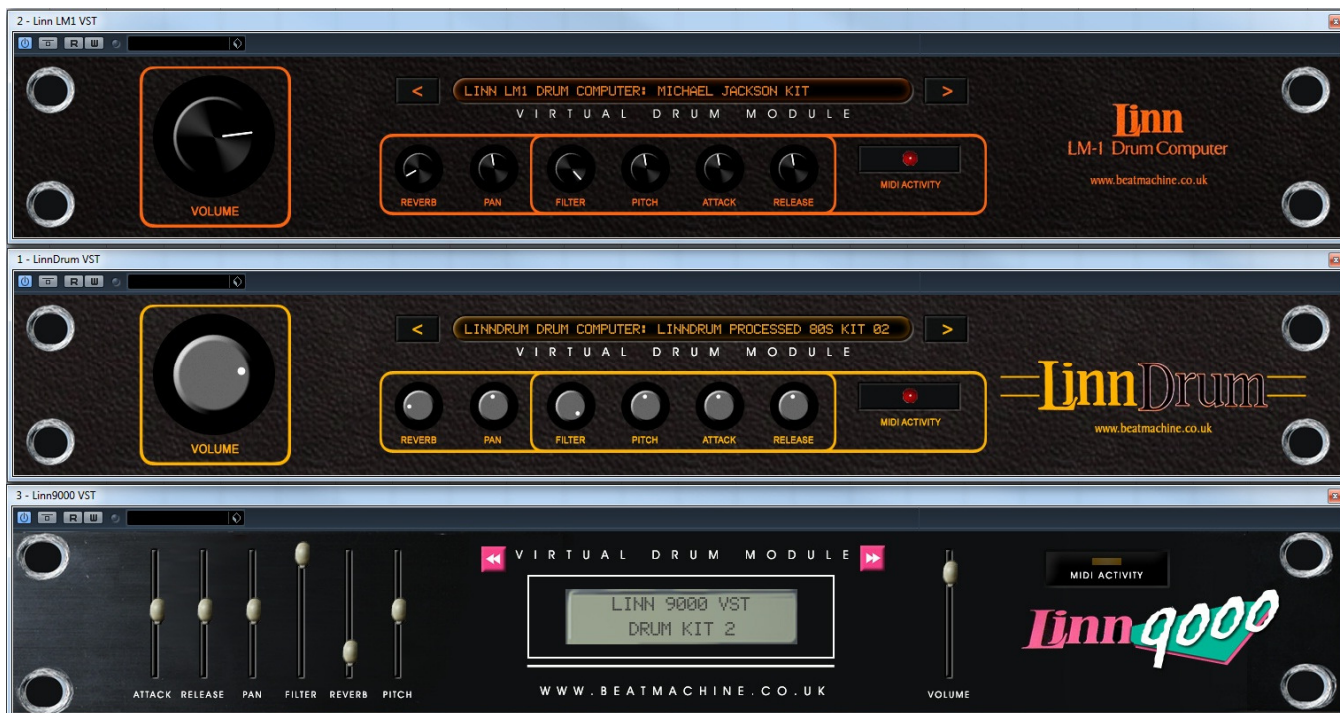 2 - Linn LM1 VST
R W
< LINN LM1 DRUM COMPUTER: MICHAEL JACKSON KIT >
VIRTUAL DRUM MODULE
VOLUME
REVERB PAN FILTER PITCH ATTACK RELEASE
MIDI ACTIVITY
Linn
LM-1 Drum Computer
www.beatmachine.co.uk
1 - LinnDrum VST
R W
< LINNDRUM DRUM COMPUTER: LINNDRUM PROCESSED 80S KIT 02 >
VIRTUAL DRUM MODULE
VOLUME
REVERB PAN FILTER PITCH ATTACK RELEASE
MIDI ACTIVITY
LinnDrum
www.beatmachine.co.uk
3 - Linn9000 VST
R W
VIRTUAL DRUM MODULE
LINN 9000 VST
DRUM KIT 2
WWW.BEATMACHINE.CO.UK
ATTACK RELEASE PAN FILTER REVERB PITCH
VOLUME
MIDI ACTIVITY
Linn 9000